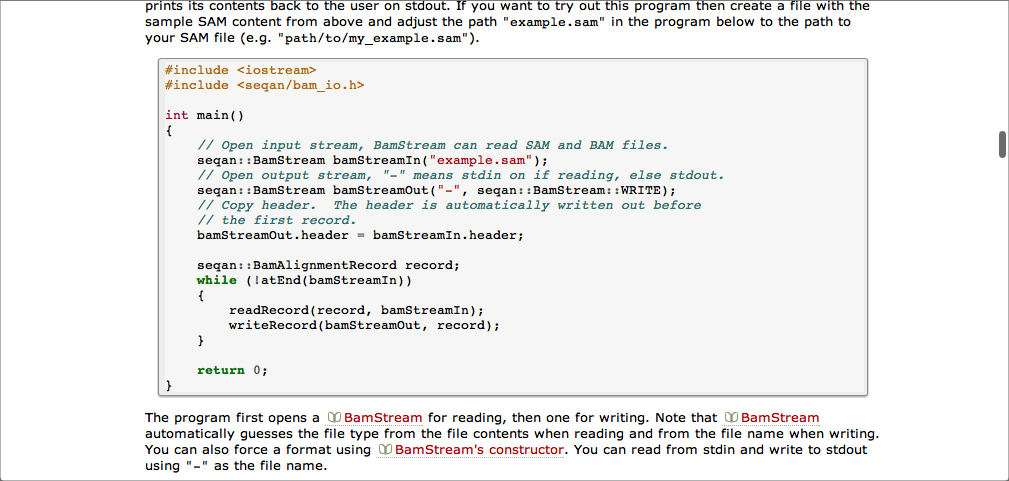 prints its contents back to the user on stdout. If you want to try out this program then create a file with the
sample SAM content from above and adjust the path "example.sam" in the program below to the path to
your SAM file (e.g. "path/to/my_example.sam").
#include <iostream>
#include <seqan/bam_io.h>
int main()
{
    // Open input stream, BamStream can read SAM and BAM files.
    seqan::BamStream bamStreamIn("example.sam");
    // Open output stream, "-" means stdin on if reading, else stdout.
    seqan::BamStream bamStreamOut("-", seqan::BamStream::WRITE);
    // Copy header.  The header is automatically written out before
    // the first record.
    bamStreamOut.header = bamStreamIn.header;
    seqan::BamAlignmentRecord record;
    while (!atEnd(bamStreamIn))
    {
        readRecord(record, bamStreamIn);
        writeRecord(bamStreamOut, record);
    }
    return 0;
}
The program first opens a BamStream for reading, then one for writing. Note that BamStream
automatically guesses the file type from the file contents when reading and from the file name when writing.
You can also force a format using BamStream's constructor. You can read from stdin and write to stdout
using "-" as the file name.